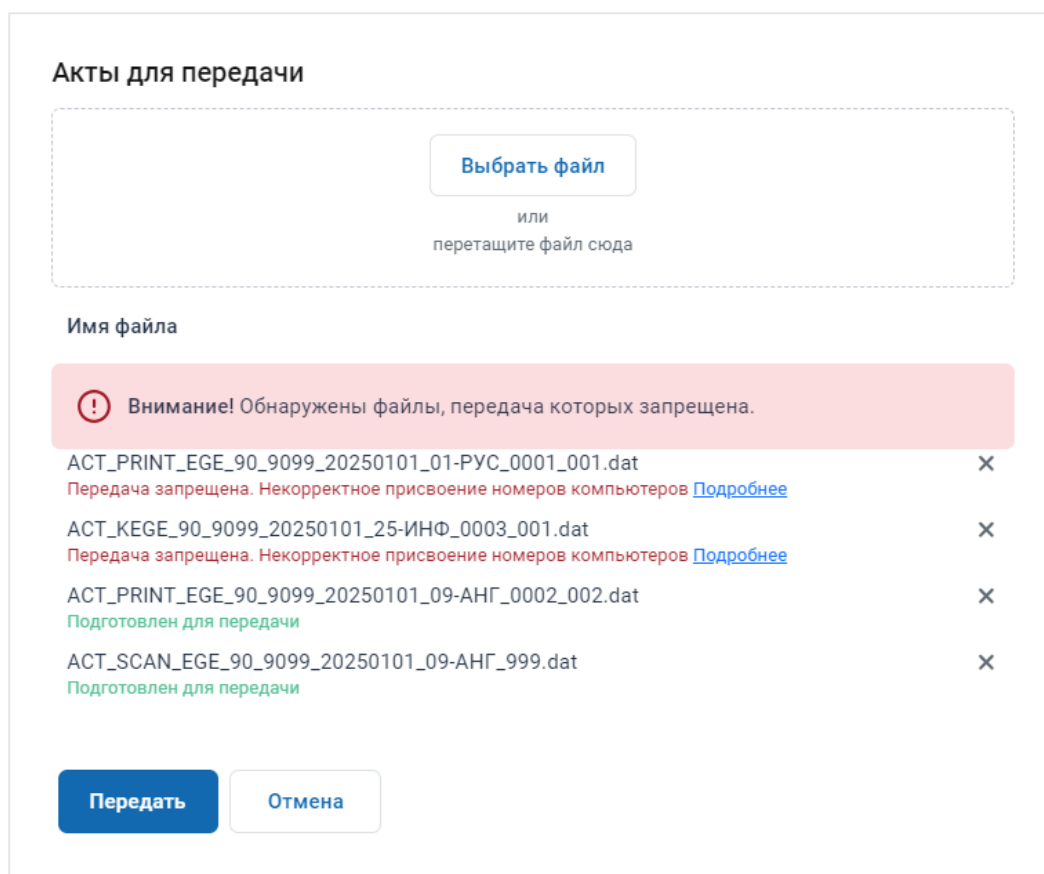 Акты для передачи
Выбрать файл
или
перетащите файл сюда
Имя файла
Внимание! Обнаружены файлы, передача которых запрещена.
ACT_PRINT_EGE_90_9099_20250101_01-РУС_0001_001.dat
Передача запрещена. Некорректное присвоение номеров компьютеров Подробнее
ACT_KEGE_90_9099_20250101_25-ИНФ_0003_001.dat
Передача запрещена. Некорректное присвоение номеров компьютеров Подробнее
ACT_PRINT_EGE_90_9099_20250101_09-АНГ_0002_002.dat
Подготовлен для передачи
ACT_SCAN_EGE_90_9099_20250101_09-АНГ_999.dat
Подготовлен для передачи
Передать Отмена